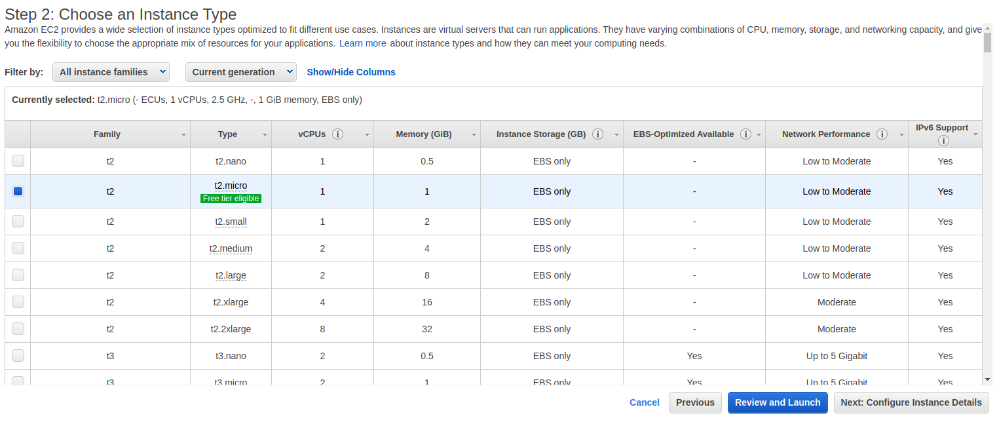 Step 2: Choose an Instance Type
Amazon EC2 provides a wide selection of instance types optimized to fit different use cases. Instances are virtual servers that can run applications. They have varying combinations of CPU, memory, storage, and networking capacity, and give
you the flexibility to choose the appropriate mix of resources for your applications. Learn more about instance types and how they can meet your computing needs.
Filter by: All instance families Current generation Show/Hide Columns
Currently selected: t2.micro (- ECUs, 1 vCPUs, 2.5 GHz, -, 1 GiB memory, EBS only)
Family Type vCPUs i Memory (GiB) Instance Storage (GB) i EBS-Optimized Available i Network Performance i IPv6 Support i
t2 t2.nano 1 0.5 EBS only - Low to Moderate Yes
t2 t2.micro 1 1 EBS only - Low to Moderate Yes
Free tier eligible
t2 t2.small 1 2 EBS only - Low to Moderate Yes
t2 t2.medium 2 4 EBS only - Low to Moderate Yes
t2 t2.large 2 8 EBS only - Low to Moderate Yes
t2 t2.xlarge 4 16 EBS only - Moderate Yes
t2 t2.2xlarge 8 32 EBS only - Moderate Yes
t3 t3.nano 2 0.5 EBS only Yes Up to 5 Gigabit Yes
t3 t3.micro 2 1 EBS only Yes Up to 5 Gigabit Yes
Cancel Previous Review and Launch Next: Configure Instance Details